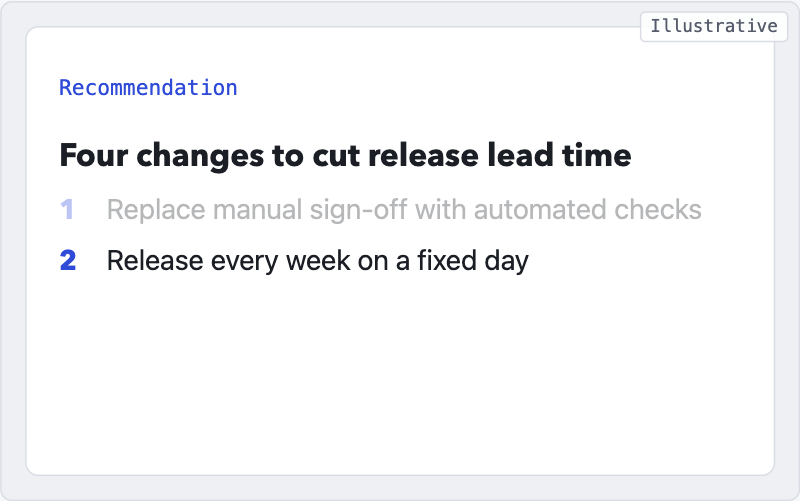 Illustrative
Recommendation
Four changes to cut release lead time
1 Replace manual sign-off with automated checks
2 Release every week on a fixed day